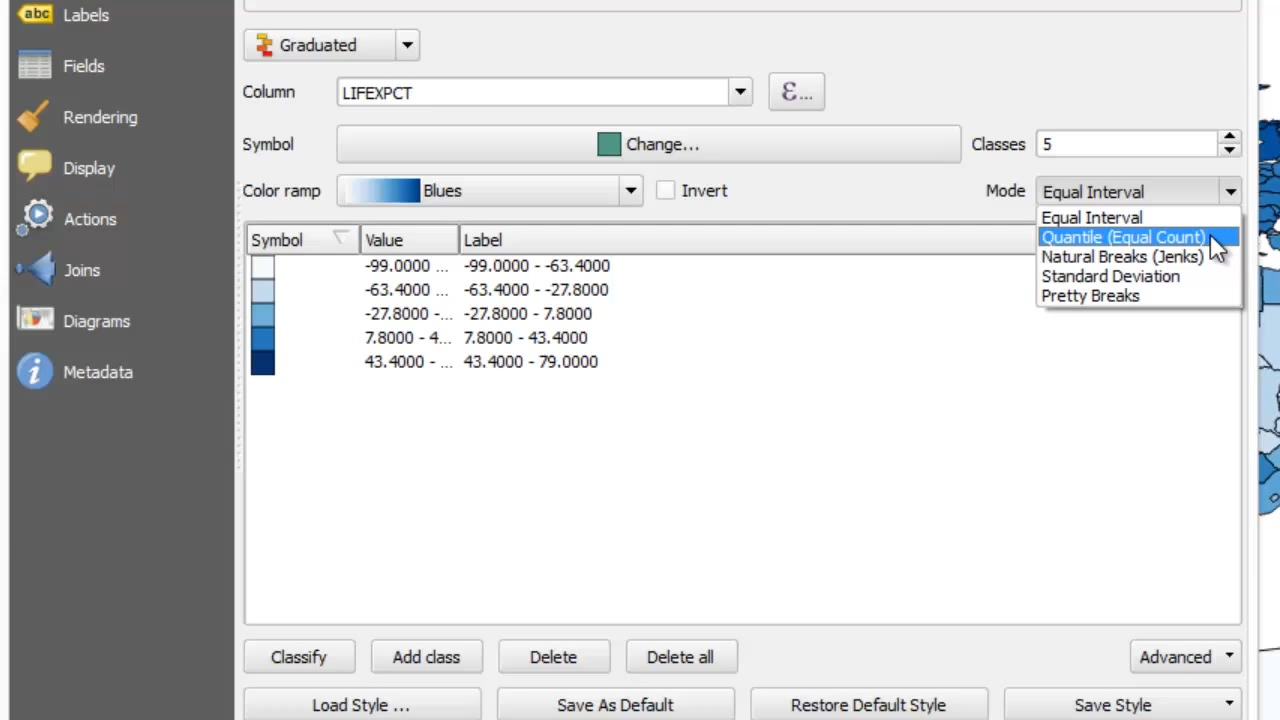 abc Labels
Fields
Rendering
Display
Actions
Joins
Diagrams
Metadata
Graduated
Column LIFEXPCT ε...
Symbol Change... Classes 5
Color ramp Blues Invert Mode Equal Interval
Equal Interval
Quantile (Equal Count)
Natural Breaks (Jenks)
Standard Deviation
Pretty Breaks
Symbol Value Label
-99.0000 ... -99.0000 - -63.4000
-63.4000 ... -63.4000 - -27.8000
-27.8000 -... -27.8000 - 7.8000
7.8000 - 4... 7.8000 - 43.4000
43.4000 - ... 43.4000 - 79.0000
Classify Add class Delete Delete all Advanced
Load Style ... Save As Default Restore Default Style Save Style